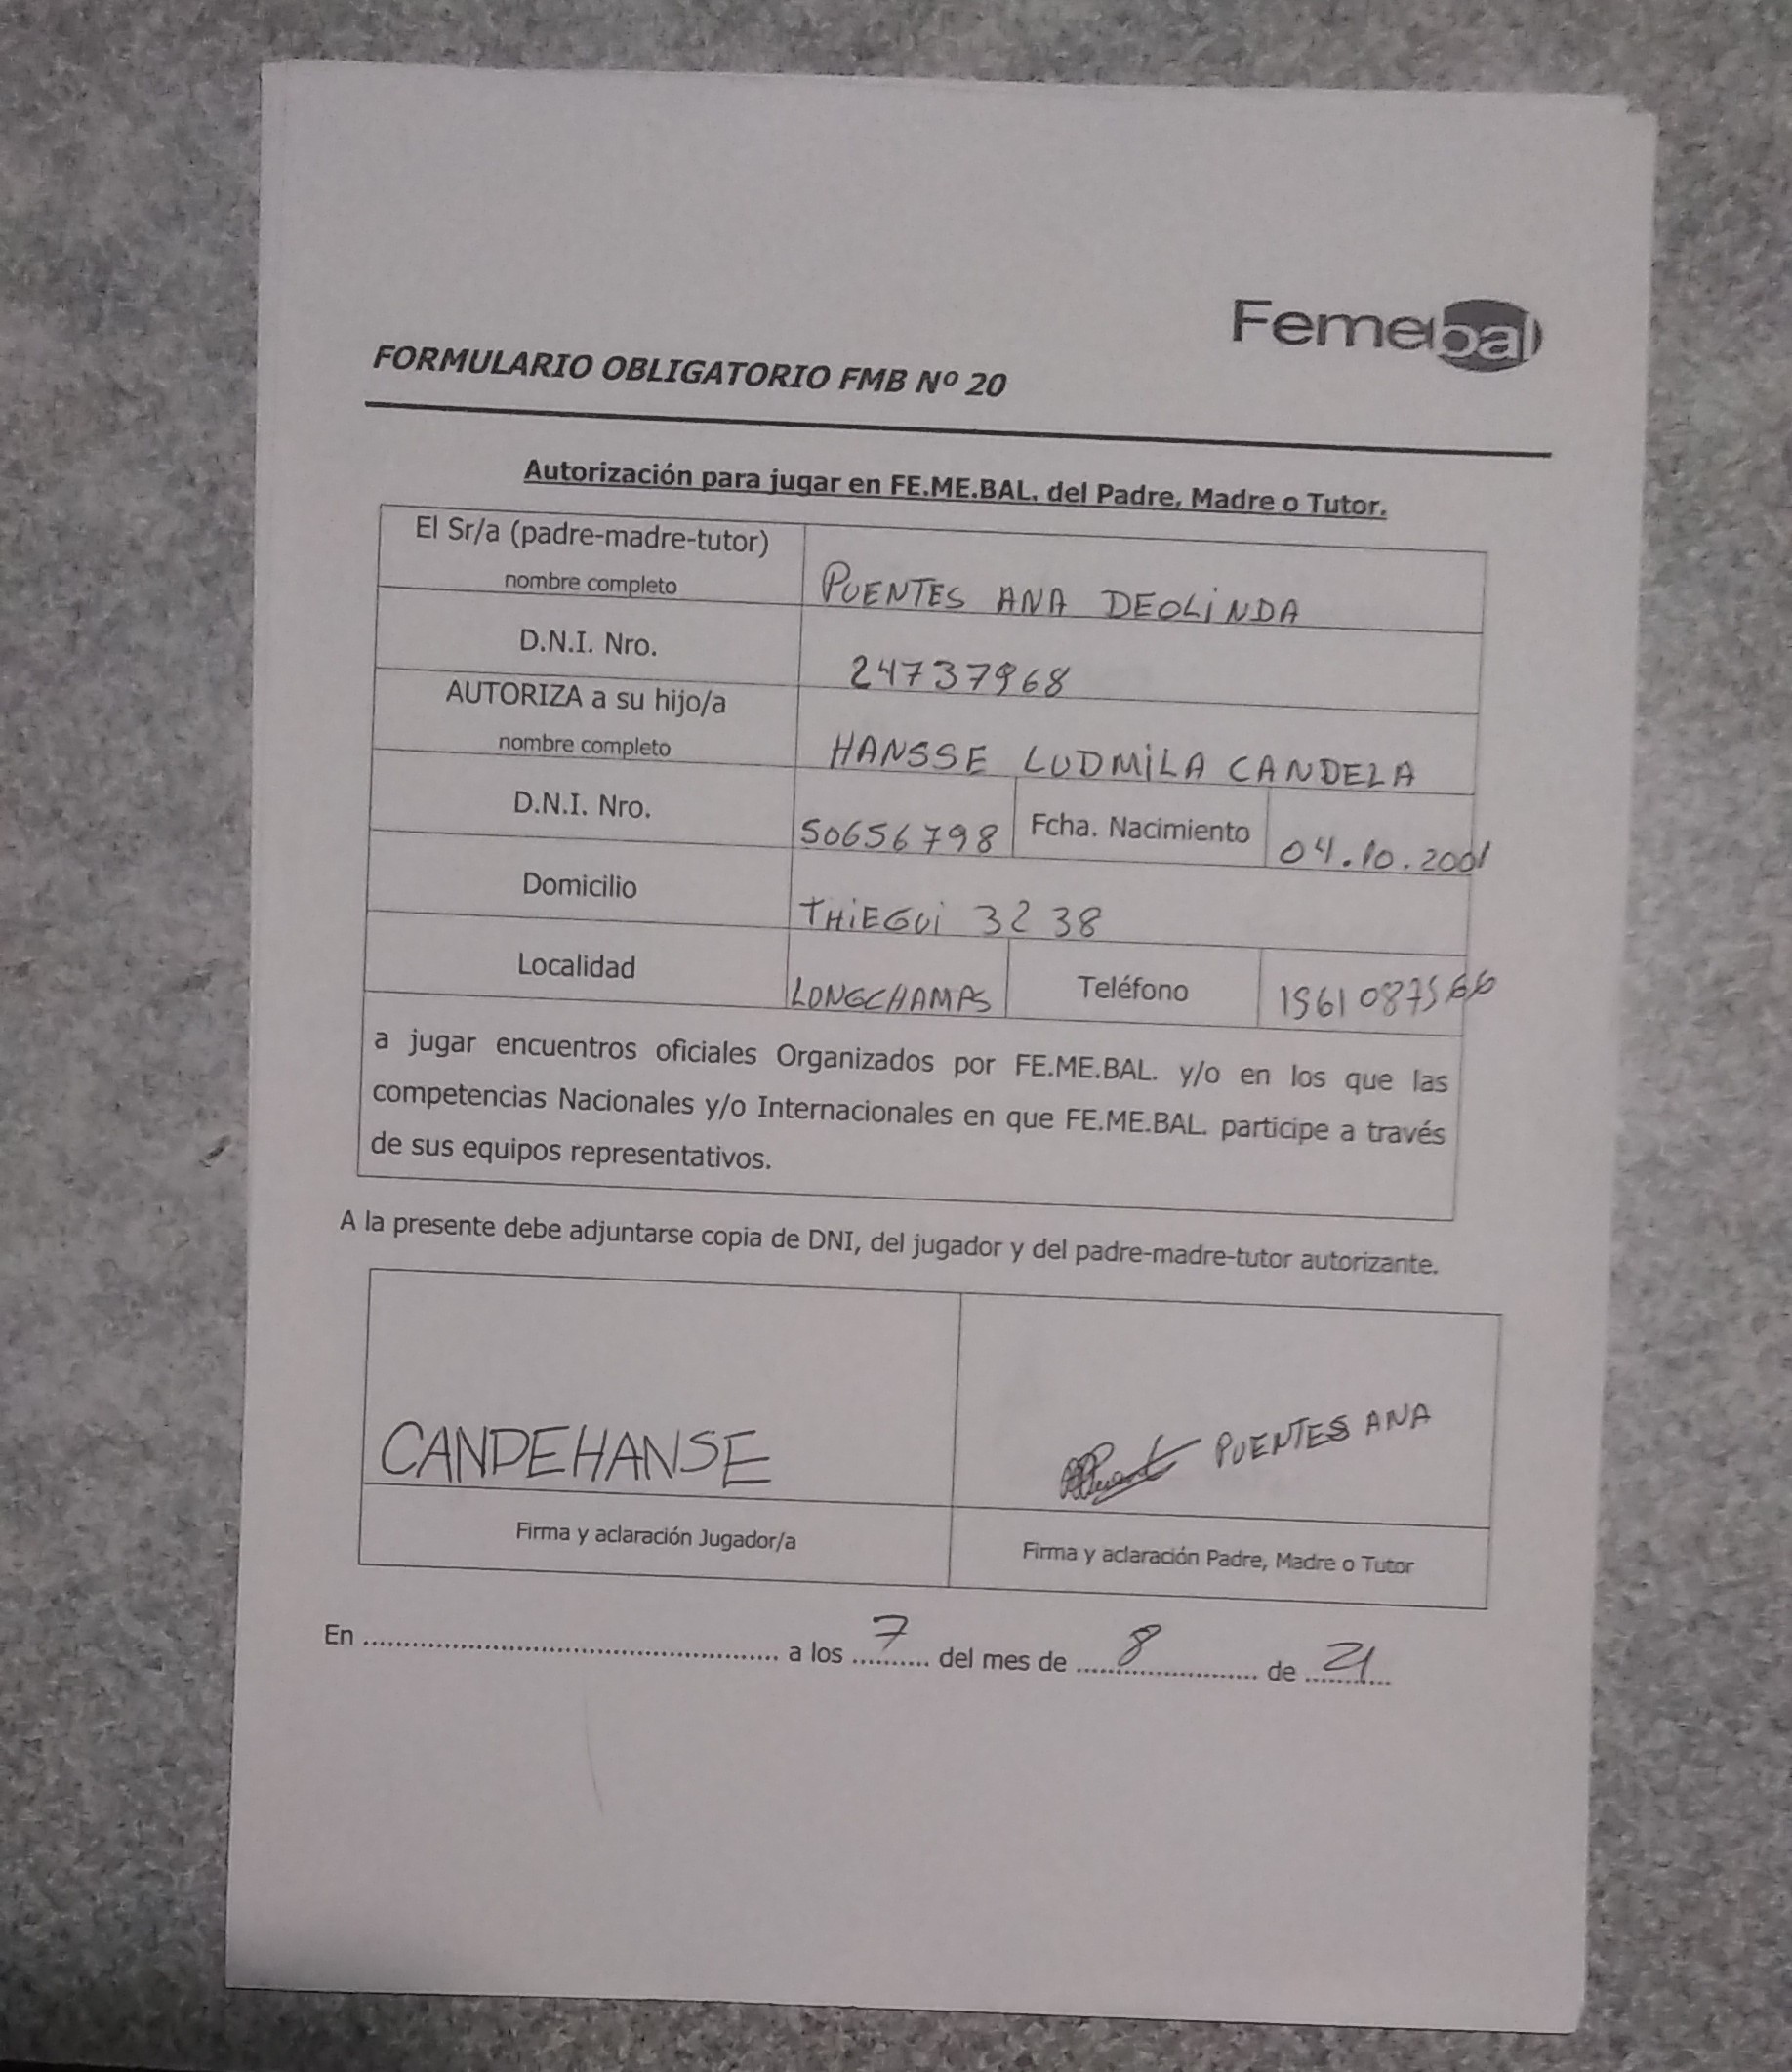 Femebal
FORMULARIO OBLIGATORIO FMB Nº 20
Autorización para jugar en FE.ME.BAL. del Padre, Madre o Tutor.
El Sr/a (padre-madre-tutor)
nombre completo
PUENTES ANA DEOLINDA
D.N.I. Nro.
24737968
AUTORIZA a su hijo/a
nombre completo
HANSSE LUDMILA CANDELA
D.N.I. Nro.
50656798
Fcha. Nacimiento
04.10.2001
Domicilio
THIEGUI 3238
Localidad
LONGCHAMPS
Teléfono
a jugar encuentros oficiales Organizados por FE.ME.BAL. y/o en los que las
competencias Nacionales y/o Internacionales en que FE.ME.BAL. participe a través
de sus equipos representativos.
A la presente debe adjuntarse copia de DNI, del jugador y del padre-madre-tutor autorizante.
CANDEHANSE
PUENTES ANA
Firma y aclaración Jugador/a
Firma y aclaración Padre, Madre o Tutor
En ............ a los 7 del mes de 8 de 21